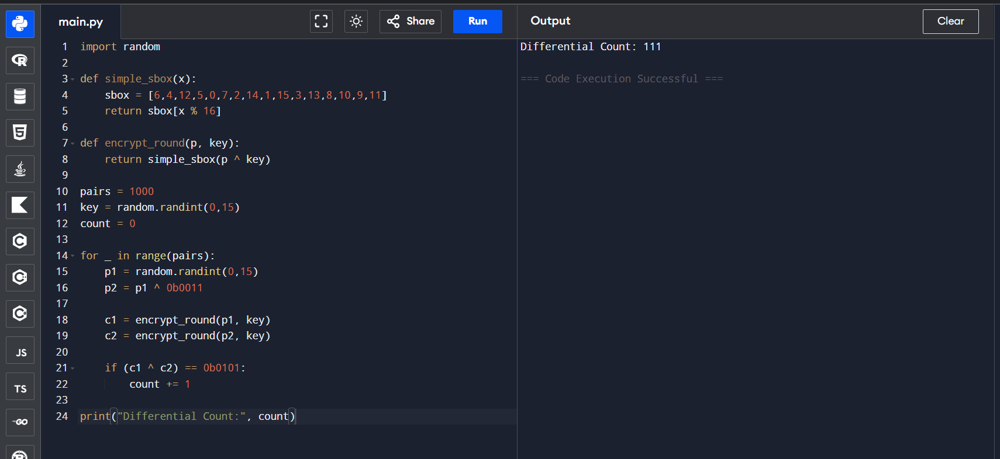 main.py
Share
Run
Output
Clear
1 import random
2
3 def simple_sbox(x):
4     sbox = [6,4,12,5,0,7,2,14,1,15,3,13,8,10,9,11]
5     return sbox[x % 16]
6
7 def encrypt_round(p, key):
8     return simple_sbox(p ^ key)
9
10 pairs = 1000
11 key = random.randint(0,15)
12 count = 0
13
14 for _ in range(pairs):
15     p1 = random.randint(0,15)
16     p2 = p1 ^ 0b0011
17
18     c1 = encrypt_round(p1, key)
19     c2 = encrypt_round(p2, key)
20
21     if (c1 ^ c2) == 0b0101:
22         count += 1
23
24 print("Differential Count:", count)
Differential Count: 111
=== Code Execution Successful ===
R
5
C
C+
C#
JS
TS
GO
R